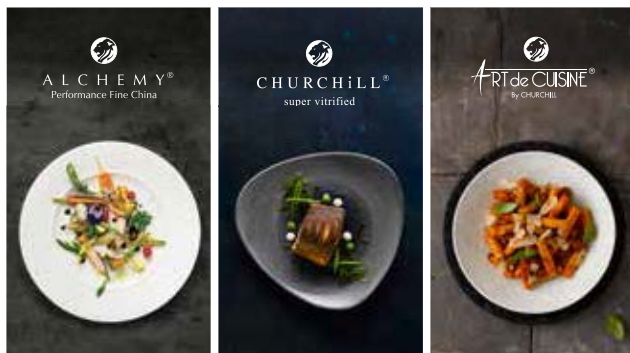 ALCHEMY®
Performance Fine China
CHURCHiLL®
super vitrified
ART de CUISINE®
By CHURCHILL